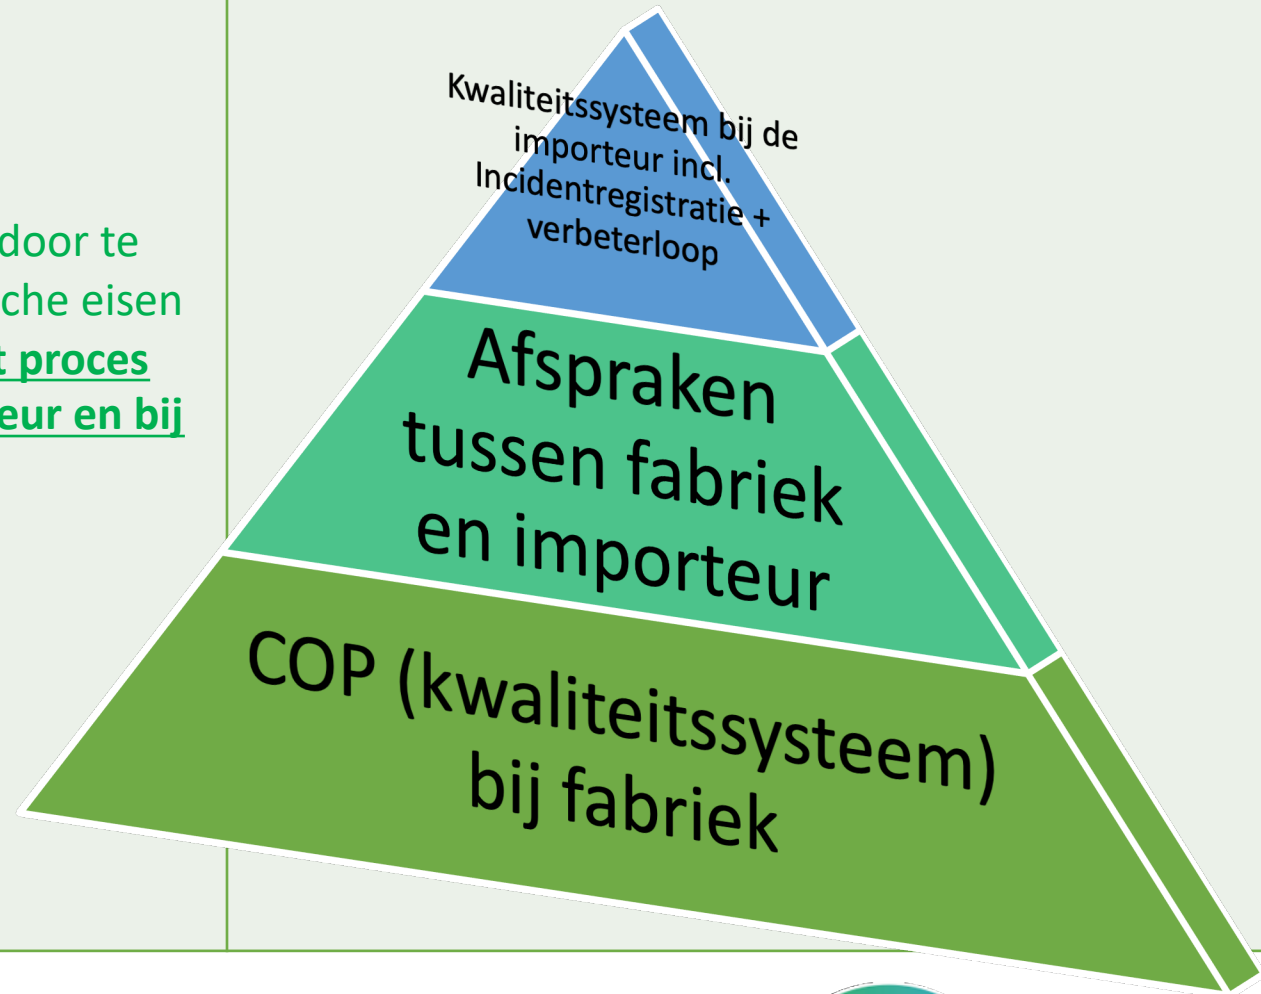 door te
che eisen
t proces
eur en bij
Kwaliteitssysteem bij de
importeur incl.
Incidentregistratie +
verbeterloop
Afspraken
tussen fabriek
en importeur
COP (kwaliteitssysteem)
bij fabriek